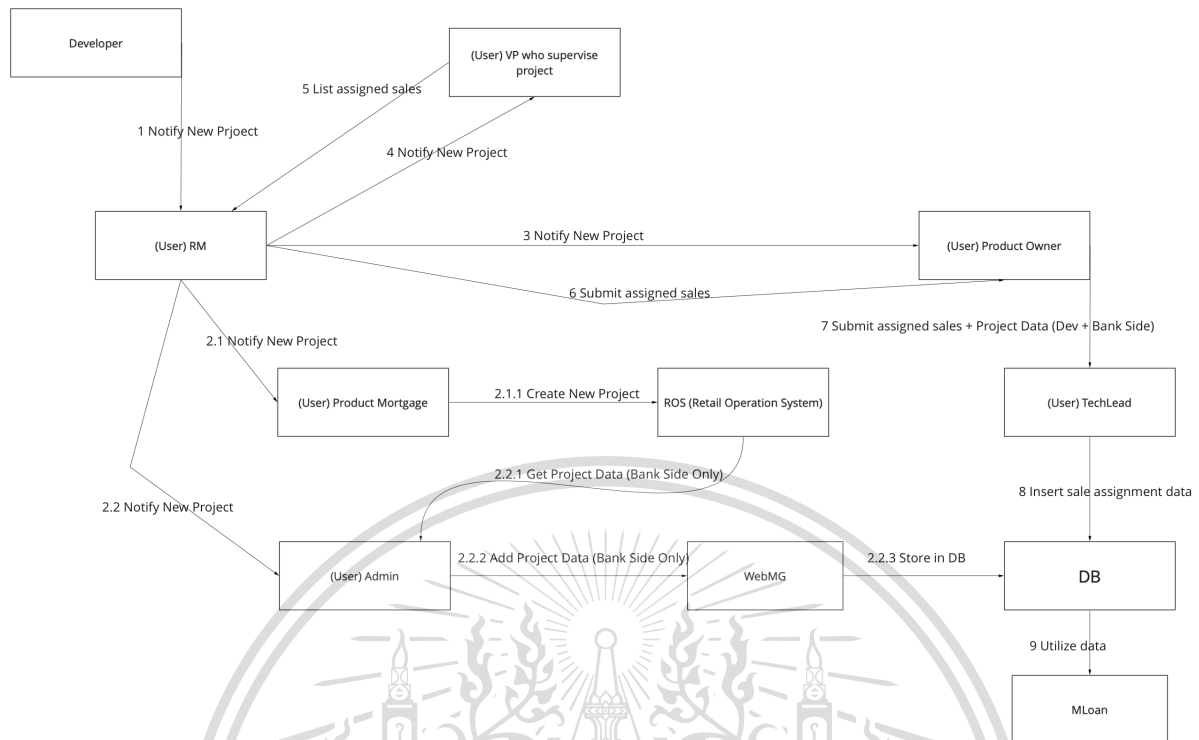 Developer
(User) VP who supervise
project
5 List assigned sales
1 Notify New Prjoect
4 Notify New Project
(User) RM
3 Notify New Project
(User) Product Owner
6 Submit assigned sales
7 Submit assigned sales + Project Data (Dev + Bank Side)
2.1 Notify New Project
(User) Product Mortgage
2.1.1 Create New Project
ROS (Retail Operation System)
(User) TechLead
2.2.1 Get Project Data (Bank Side Only)
8 Insert sale assignment data
2.2 Notify New Project
(User) Admin
2.2.2 Add Project Data (Bank Side Only)
WebMG
2.2.3 Store in DB
DB
9 Utilize data
MLoan